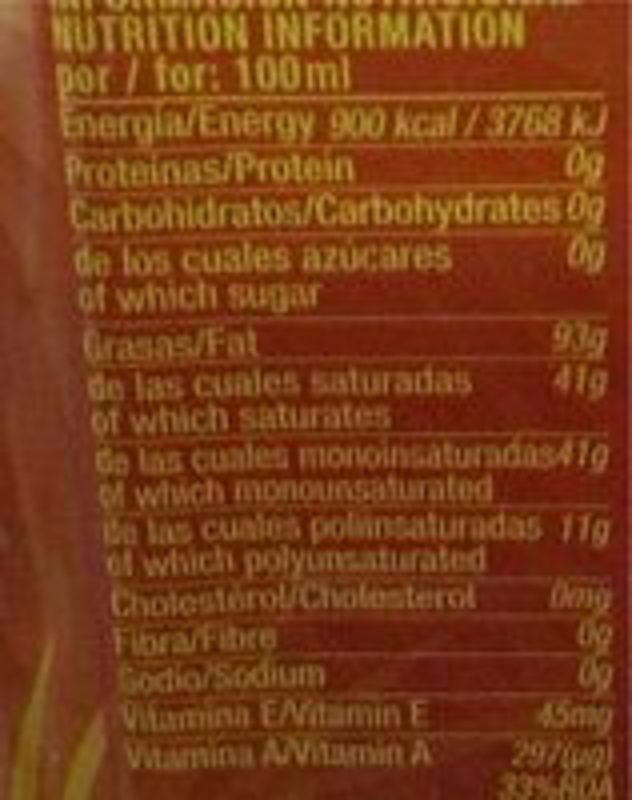 INFORMACIÓN NUTRICIONAL
NUTRITION INFORMATION
por / for: 100ml
Energía/Energy 900 kcal / 3768 kJ
Proteínas/Protein 0g
Carbohidratos/Carbohydrates 0g
de los cuales azúcares 0g
of which sugar
Grasas/Fat 93g
de las cuales saturadas 41g
of which saturates
de las cuales monoinsaturadas 41g
of which monounsaturated
de las cuales poliinsaturadas 11g
of which polyunsaturated
Cholesterol/Cholesterol 0mg
Fibra/Fibre 0g
Sodio/Sodium 0g
Vitamina E/Vitamin E 45mg
Vitamina A/Vitamin A 297(µg)
33%RDA